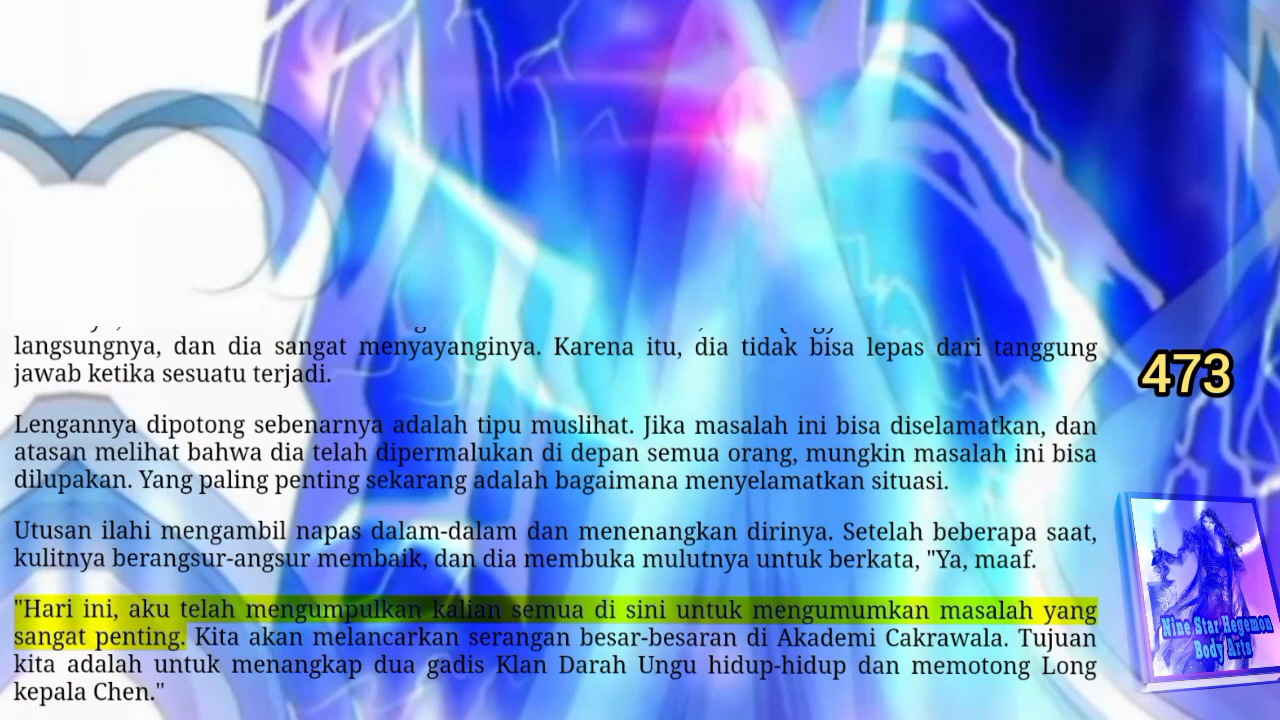 langsungnya, dan dia sangat menyayanginya. Karena itu, dia tidak bisa lepas dari tanggung
jawab ketika sesuatu terjadi.
Lengannya dipotong sebenarnya adalah tipu muslihat. Jika masalah ini bisa diselamatkan, dan
atasan melihat bahwa dia telah dipermalukan di depan semua orang, mungkin masalah ini bisa
dilupakan. Yang paling penting sekarang adalah bagaimana menyelamatkan situasi.
Utusan ilahi mengambil napas dalam-dalam dan menenangkan dirinya. Setelah beberapa saat,
kulitnya berangsur-angsur membaik, dan dia membuka mulutnya untuk berkata, "Ya, maaf.
"Hari ini, aku telah mengumpulkan kalian semua di sini untuk mengumumkan masalah yang
sangat penting. Kita akan melancarkan serangan besar-besaran di Akademi Cakrawala. Tujuan
kita adalah untuk menangkap dua gadis Klan Darah Ungu hidup-hidup dan memotong Long
kepala Chen."
473
Nine Star Hegemon
Body Arts